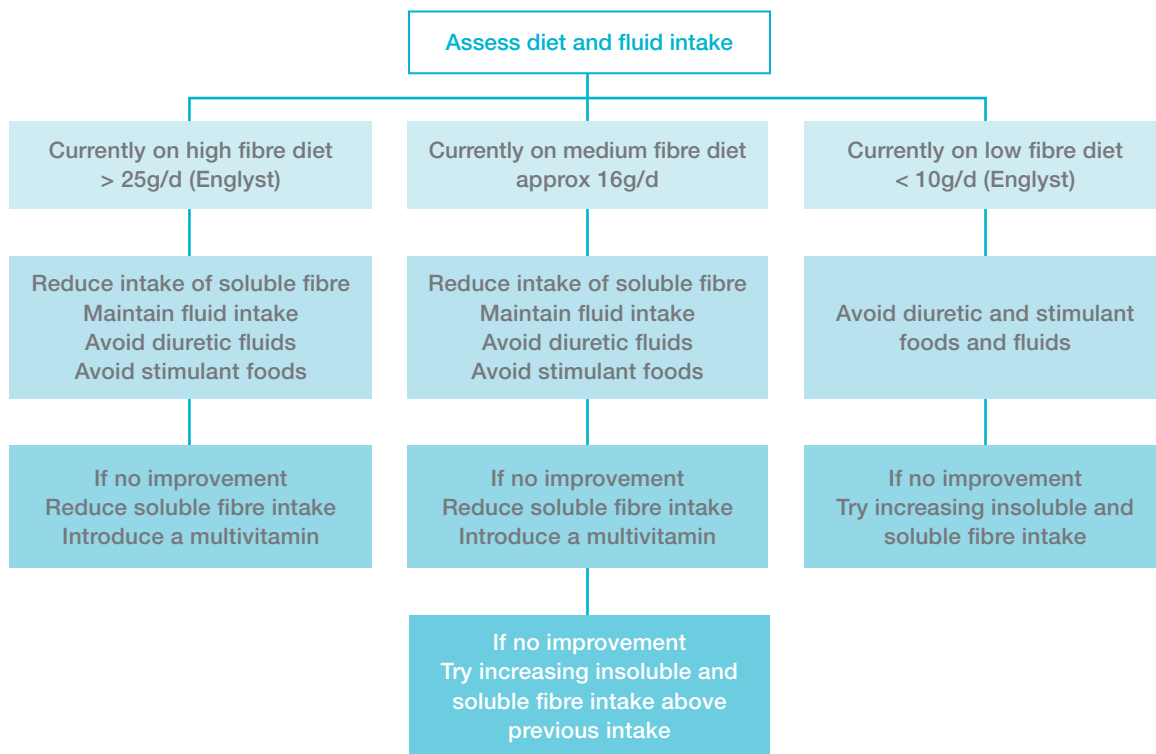 Assess diet and fluid intake
Currently on high fibre diet
> 25g/d (Englyst)
Currently on medium fibre diet
approx 16g/d
Currently on low fibre diet
< 10g/d (Englyst)
Reduce intake of soluble fibre
Maintain fluid intake
Avoid diuretic fluids
Avoid stimulant foods
Reduce intake of soluble fibre
Maintain fluid intake
Avoid diuretic fluids
Avoid stimulant foods
Avoid diuretic and stimulant
foods and fluids
If no improvement
Reduce soluble fibre intake
Introduce a multivitamin
If no improvement
Reduce soluble fibre intake
Introduce a multivitamin
If no improvement
Try increasing insoluble and
soluble fibre intake
If no improvement
Try increasing insoluble and
soluble fibre intake above
previous intake